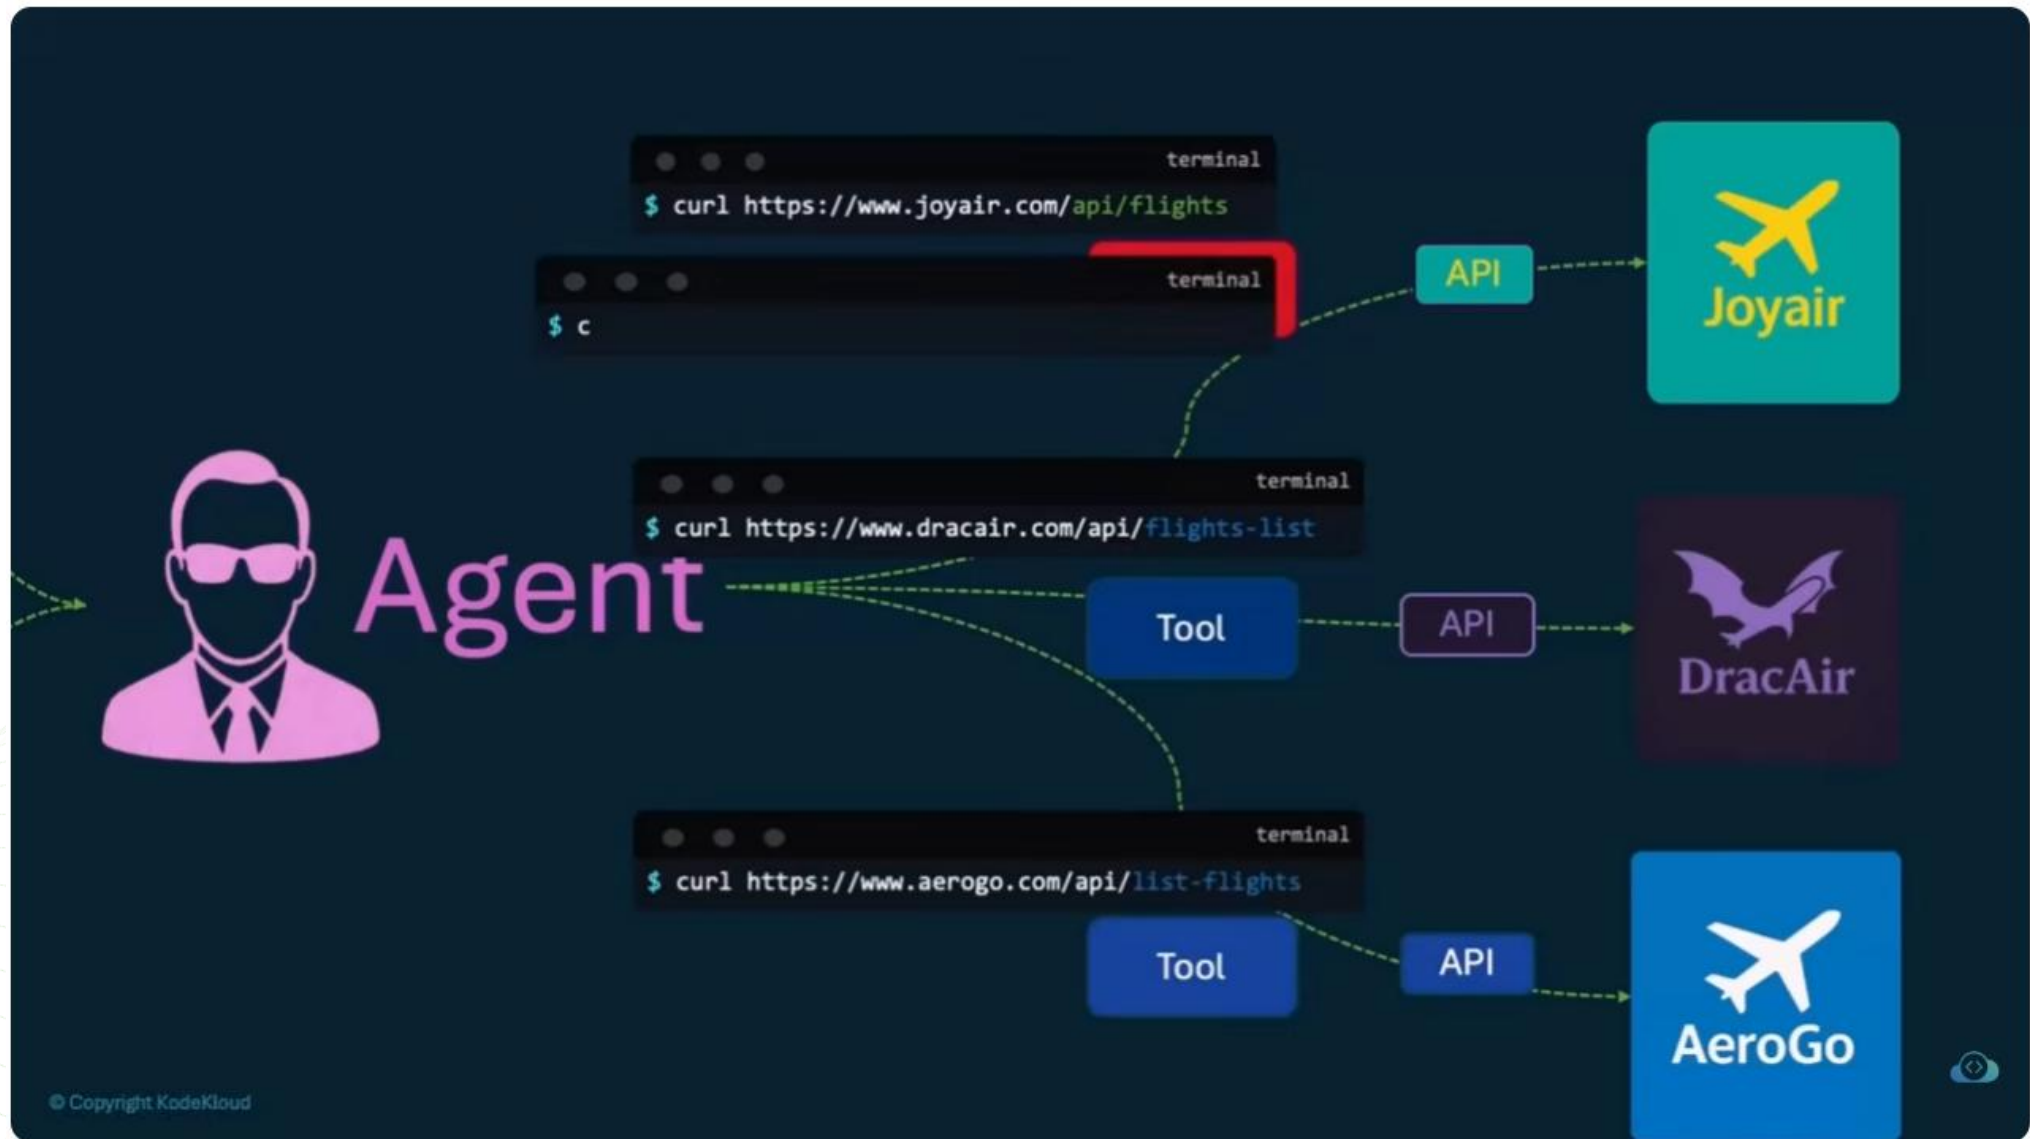 terminal
$ curl https://www.joyair.com/api/flights
terminal
$ c
API
Joyair
terminal
$ curl https://www.dracair.com/api/flights-list
Agent
Tool
API
DracAir
terminal
$ curl https://www.aerogo.com/api/list-flights
Tool
API
AeroGo
© Copyright KodeKloud